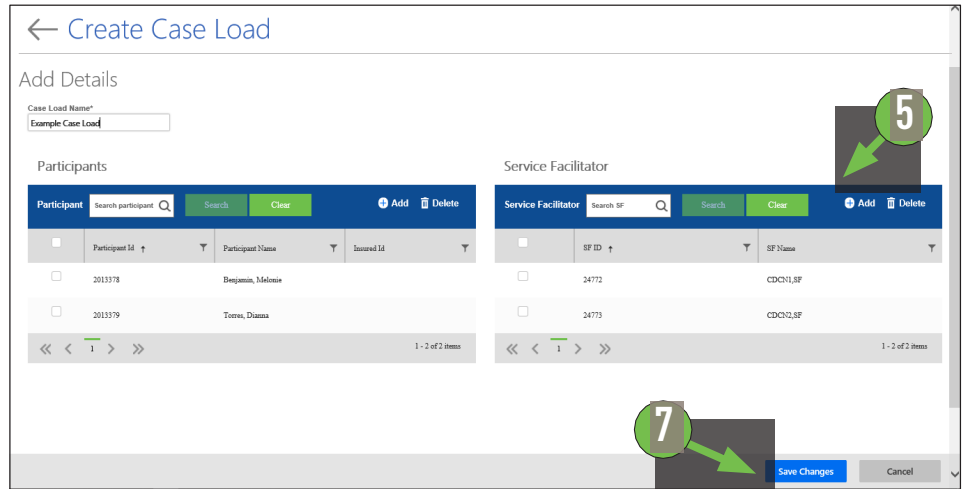 Create Case Load
Add Details
Case Load Name*
Example Case Load
5
Participants
Service Facilitator
Participant Search participant Search Clear Add Delete
Service Facilitator Search SF Search Clear Add Delete
Participant Id ↑ Participant Name Insured Id
SF ID ↑ SF Name
2013378 Benjamin, Melonie
24772 CDCN1,SF
2013379 Torres, Dianna
24773 CDCN2,SF
1 1 - 2 of 2 items
1 1 - 2 of 2 items
7
Save Changes Cancel